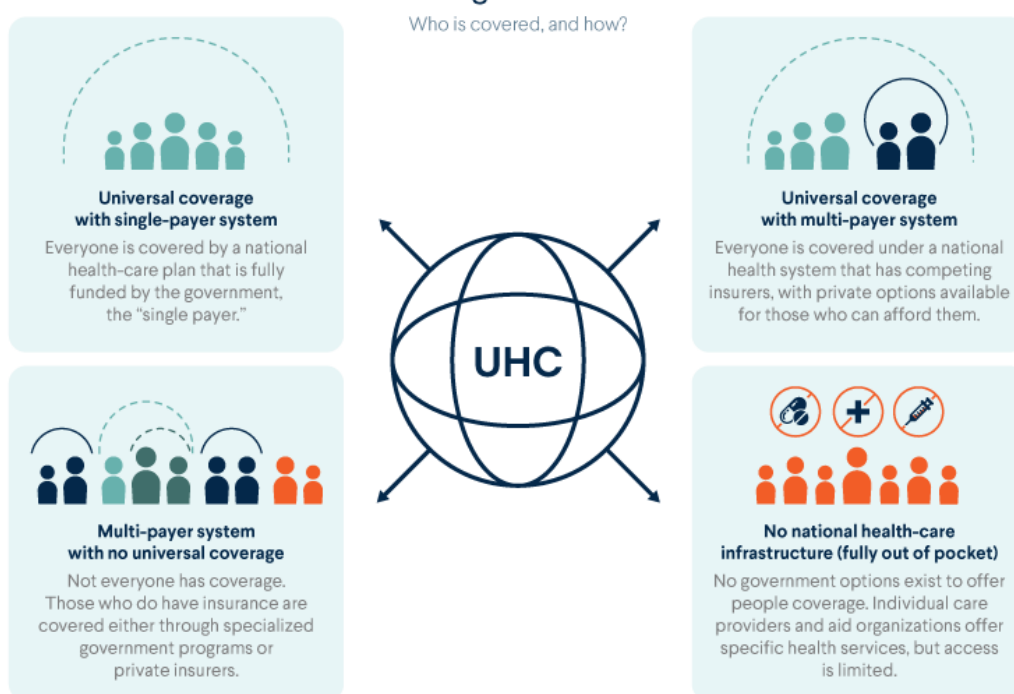 Who is covered, and how?
Universal coverage
with single-payer system
Everyone is covered by a national
health-care plan that is fully
funded by the government,
the “single payer.”
Universal coverage
with multi-payer system
Everyone is covered under a national
health system that has competing
insurers, with private options available
for those who can afford them.
UHC
Multi-payer system
with no universal coverage
Not everyone has coverage.
Those who do have insurance are
covered either through specialized
government programs or
private insurers.
No national health-care
infrastructure (fully out of pocket)
No government options exist to offer
people coverage. Individual care
providers and aid organizations offer
specific health services, but access
is limited.